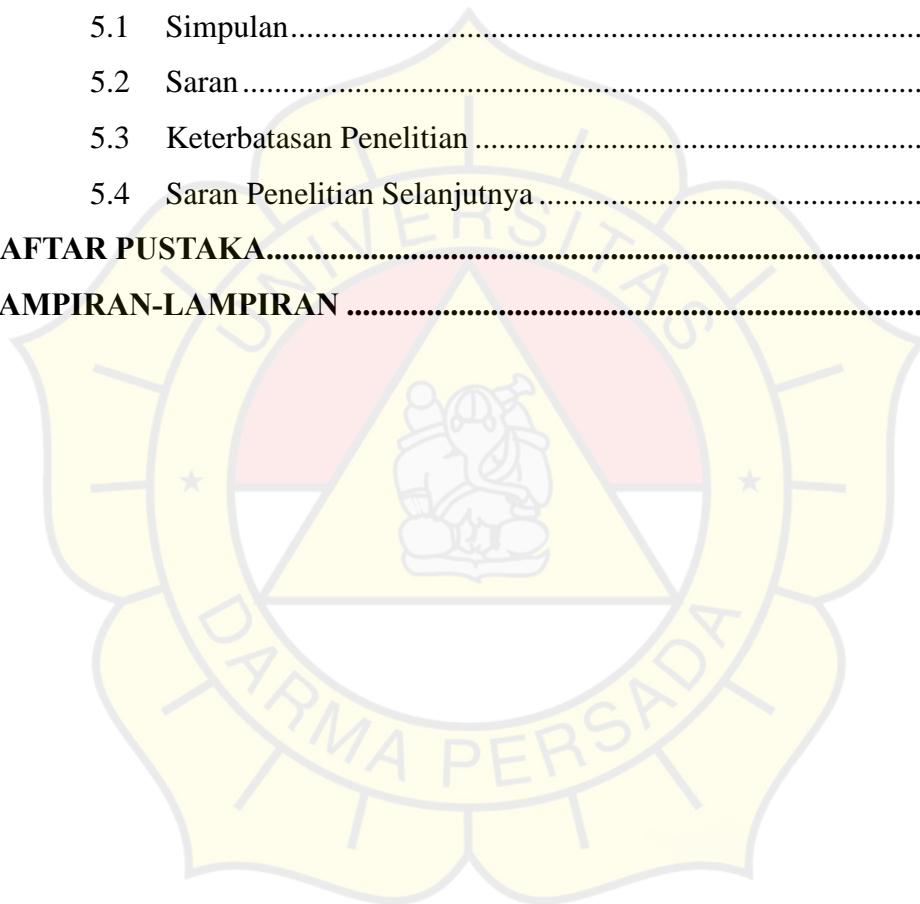 5.1 Simpulan..........................................................................................
5.2 Saran..........................................................................................
5.3 Keterbatasan Penelitian ..........................................................................
5.4 Saran Penelitian Selanjutnya ..........................................................................
AFTAR PUSTAKA..........................................................................................
AMPIRAN-LAMPIRAN ..........................................................................................
UNIVERSITAS
DARMA PERSADA